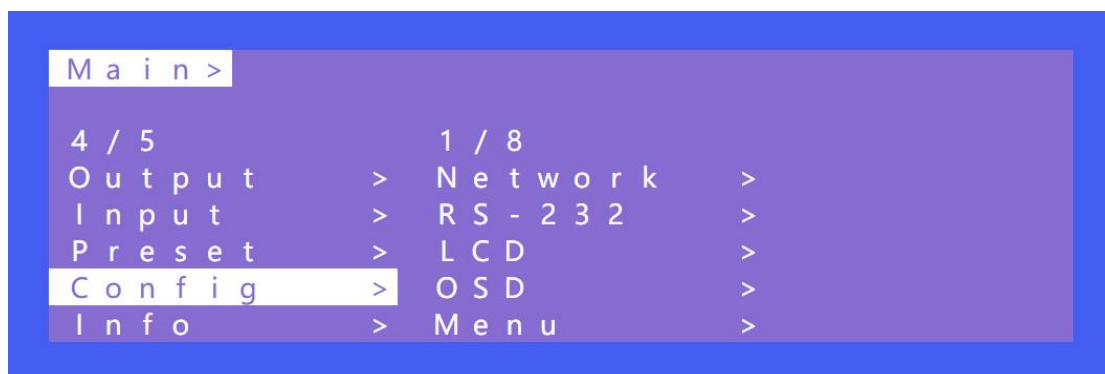 Main>
4/5 1/8
Output > Network >
Input > RS-232 >
Preset > LCD >
Config > OSD >
Info > Menu >